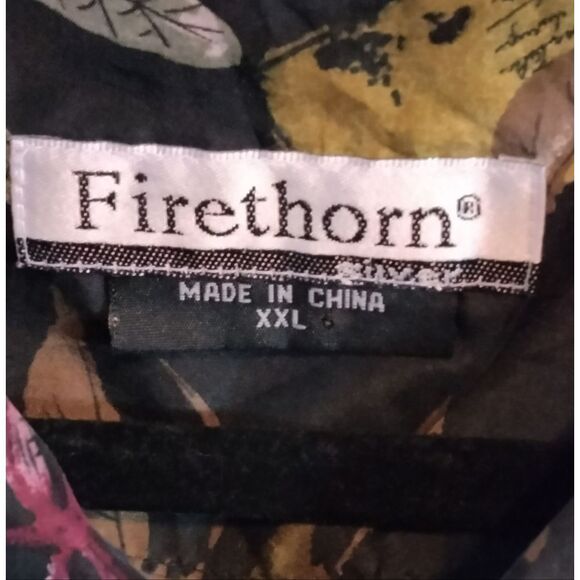 Firethorn®
Silver
MADE IN CHINA
XXL